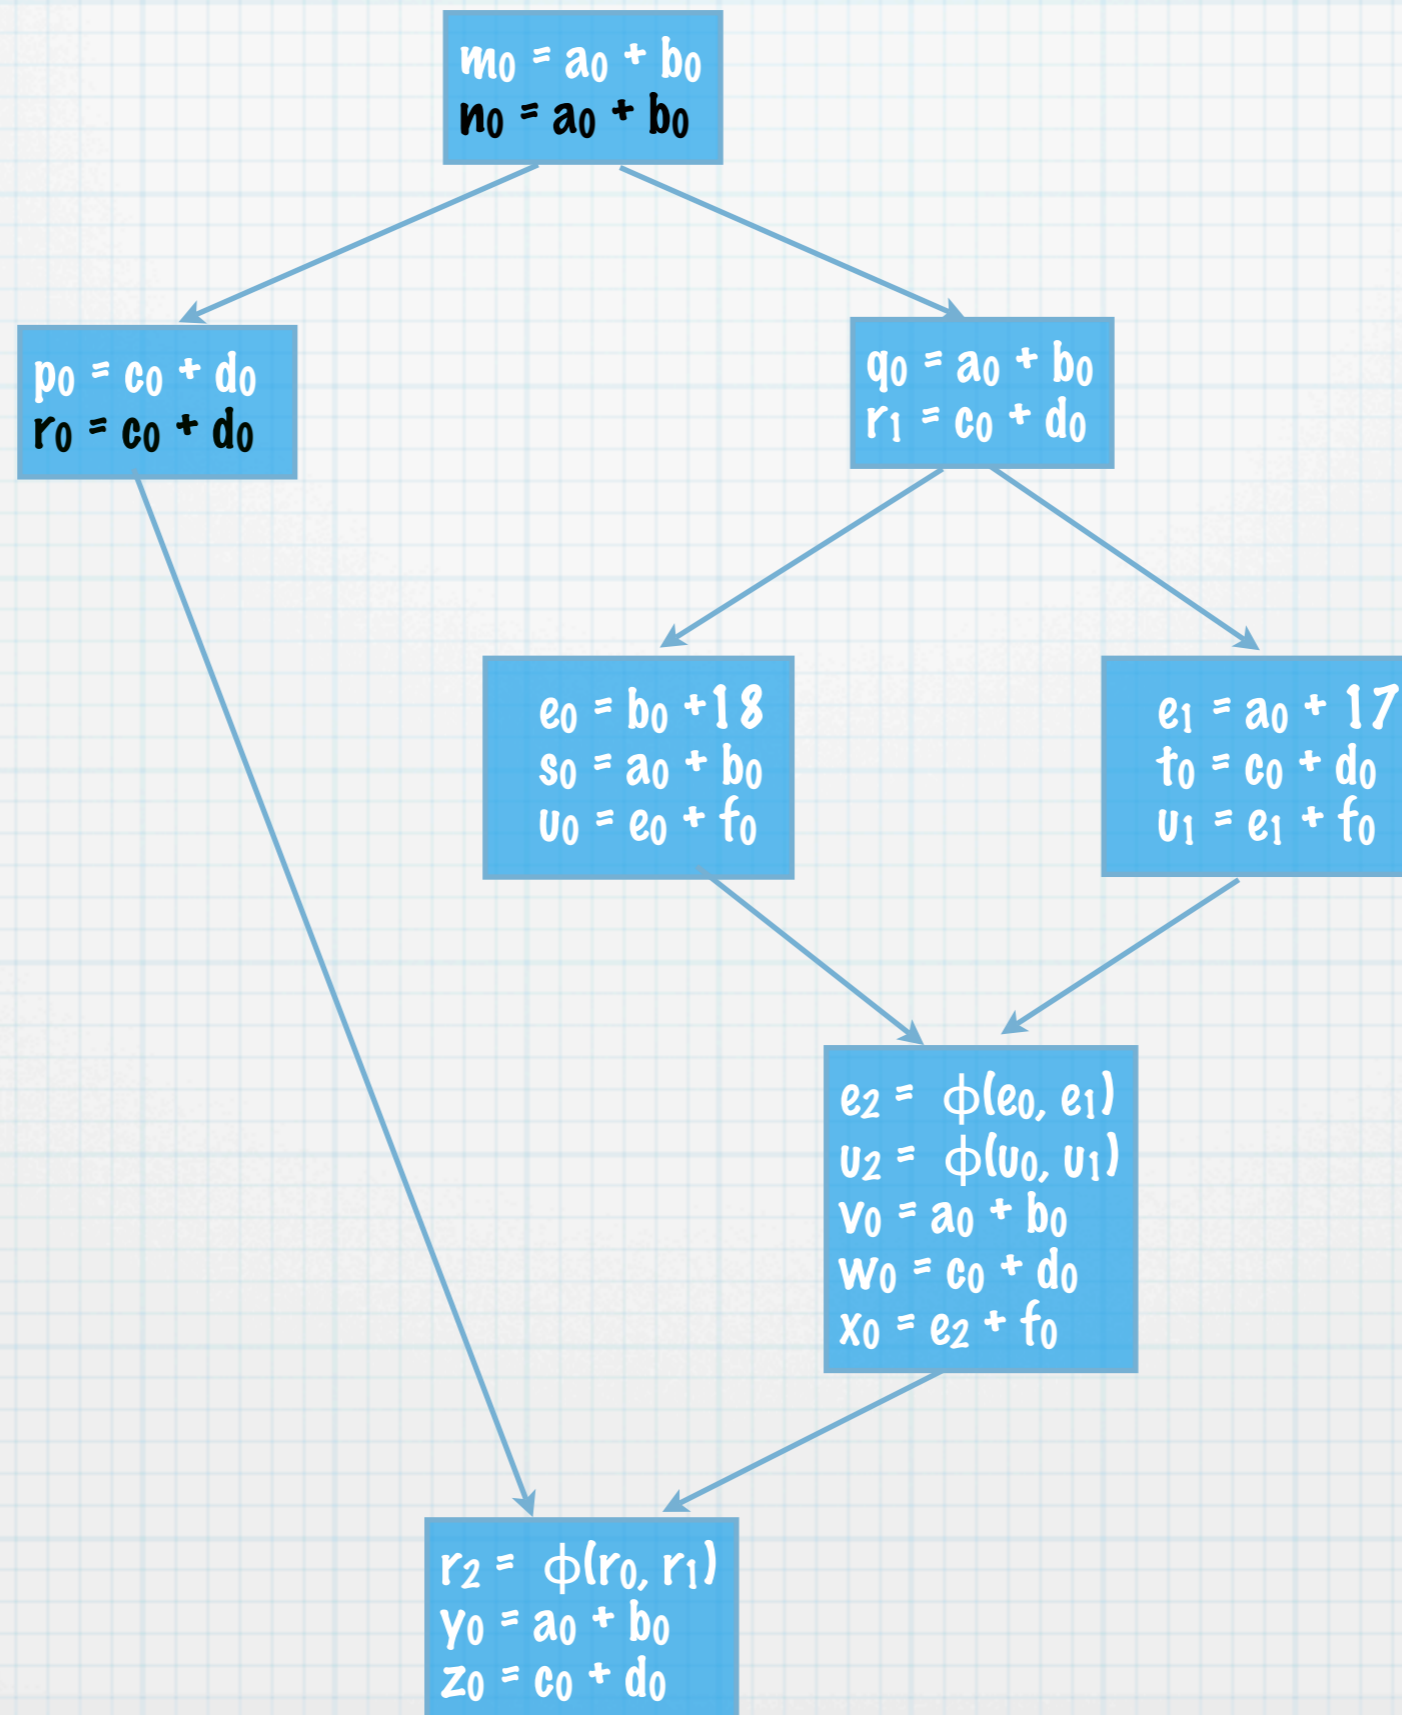 m₀ = a₀ + b₀
n₀ = a₀ + b₀
p₀ = c₀ + d₀
r₀ = c₀ + d₀
q₀ = a₀ + b₀
r₁ = c₀ + d₀
e₀ = b₀ +18
s₀ = a₀ + b₀
u₀ = e₀ + f₀
e₁ = a₀ + 17
t₀ = c₀ + d₀
u₁ = e₁ + f₀
e₂ = ϕ(e₀, e₁)
u₂ = ϕ(u₀, u₁)
v₀ = a₀ + b₀
w₀ = c₀ + d₀
x₀ = e₂ + f₀
r₂ = ϕ(r₀, r₁)
y₀ = a₀ + b₀
z₀ = c₀ + d₀